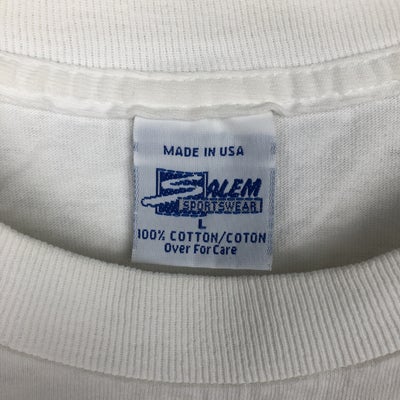 MADE IN USA
SALEM
SPORTSWEAR
L
100% COTTON/COTON
Over For Care